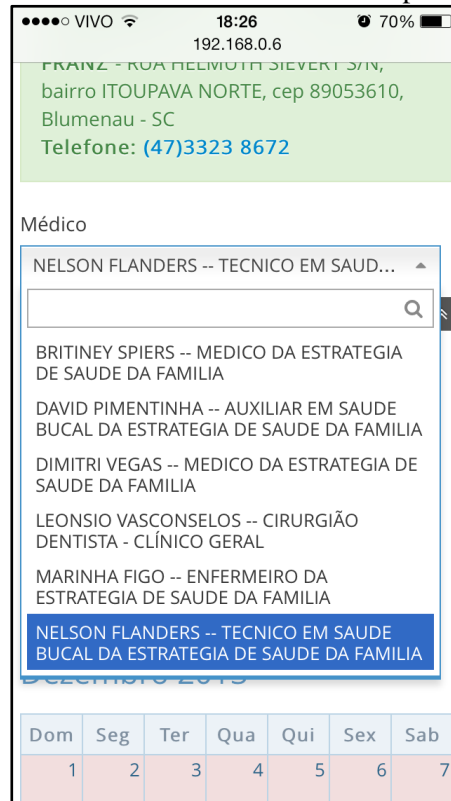 VIVO 18:26 70%
192.168.0.6
FRANZ - RUA HELMUTH SIEVERT S/N,
bairro ITOUPAVA NORTE, cep 89053610,
Blumenau - SC
Telefone: (47)3323 8672
Médico
NELSON FLANDERS -- TECNICO EM SAUD...
BRITINEY SPIERS -- MEDICO DA ESTRATEGIA
DE SAUDE DA FAMILIA
DAVID PIMENTINHA -- AUXILIAR EM SAUDE
BUCAL DA ESTRATEGIA DE SAUDE DA FAMILIA
DIMITRI VEGAS -- MEDICO DA ESTRATEGIA DE
SAUDE DA FAMILIA
LEONSIO VASCONSELOS -- CIRURGIÃO
DENTISTA - CLÍNICO GERAL
MARINHA FIGO -- ENFERMEIRO DA
ESTRATEGIA DE SAUDE DA FAMILIA
NELSON FLANDERS -- TECNICO EM SAUDE
BUCAL DA ESTRATEGIA DE SAUDE DA FAMILIA
Dezembro 2013
Dom Seg Ter Qua Qui Sex Sab
1 2 3 4 5 6 7